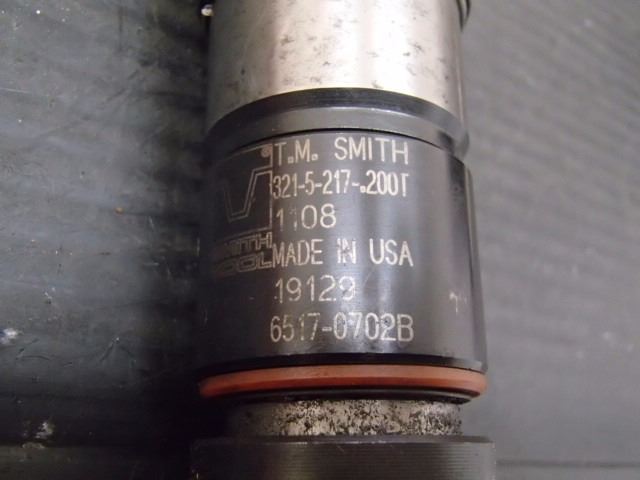 T.M. SMITH
321-5-217-.200T
1108
MADE IN USA
19129
6517-0702B